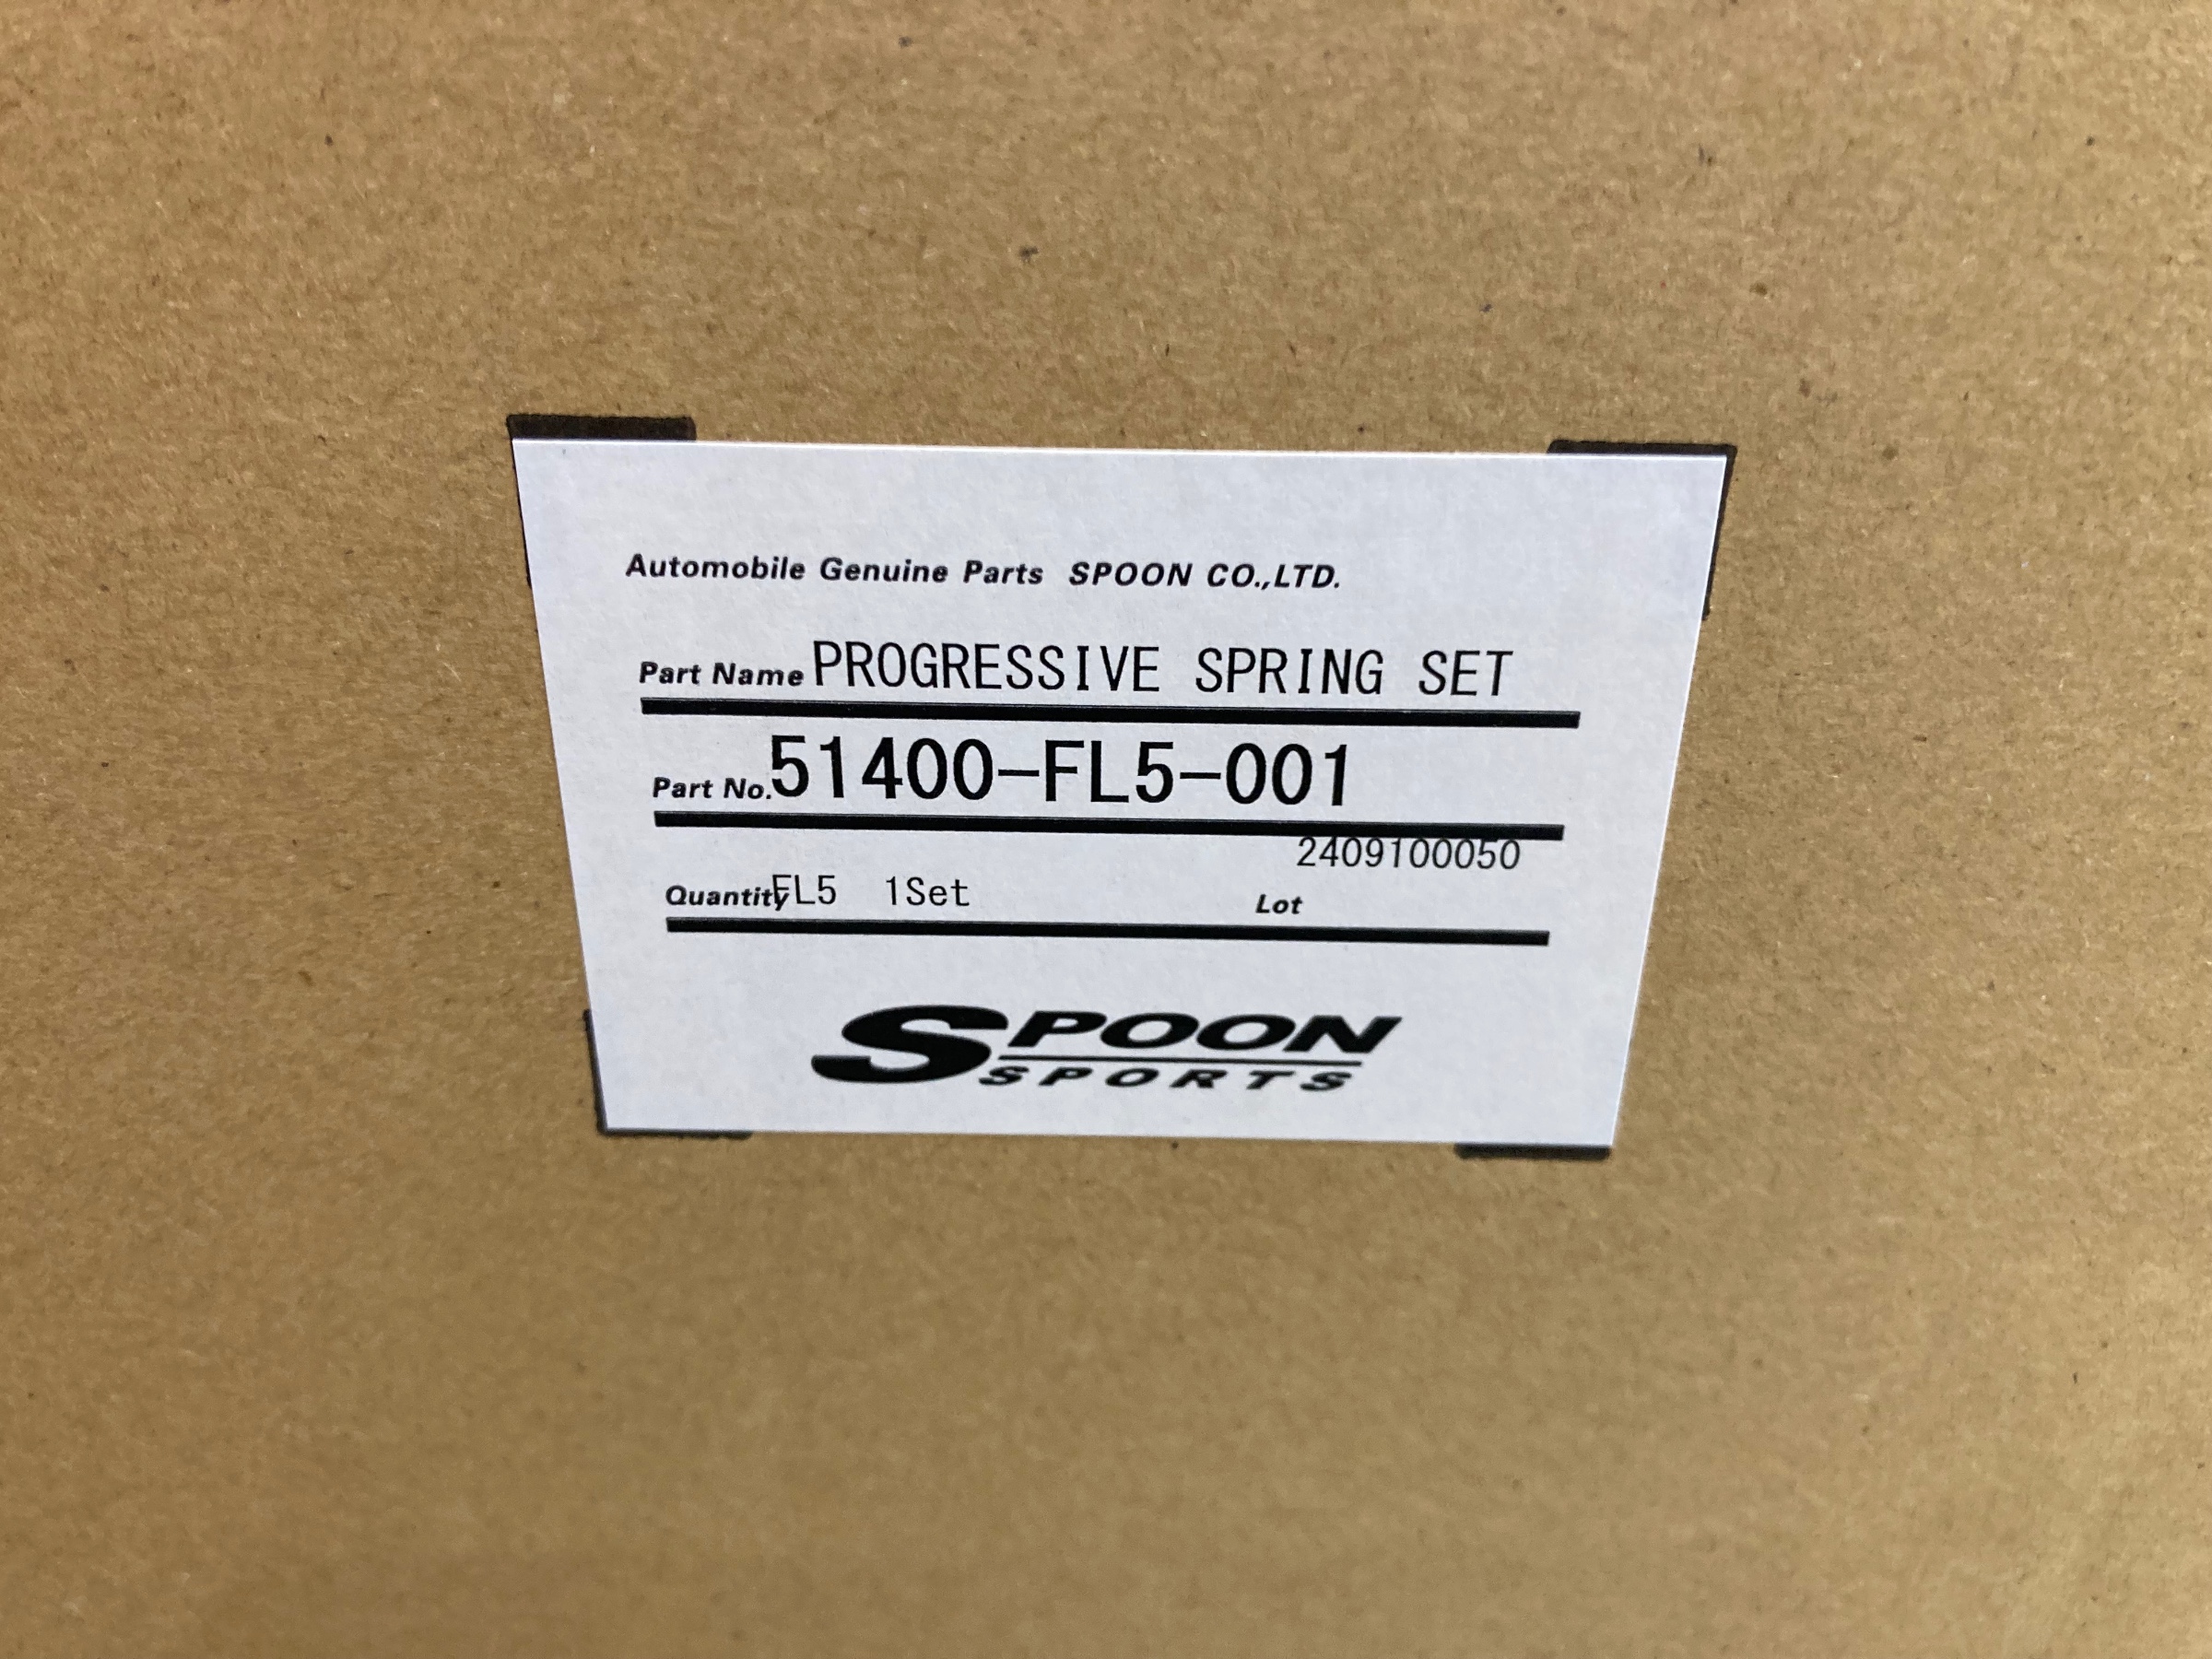 Automobile Genuine Parts SPOON CO.,LTD.
Part Name PROGRESSIVE SPRING SET
Part No. 51400-FL5-001
2409100050
Quantity FL5 1Set Lot
SPOON
SPORTS